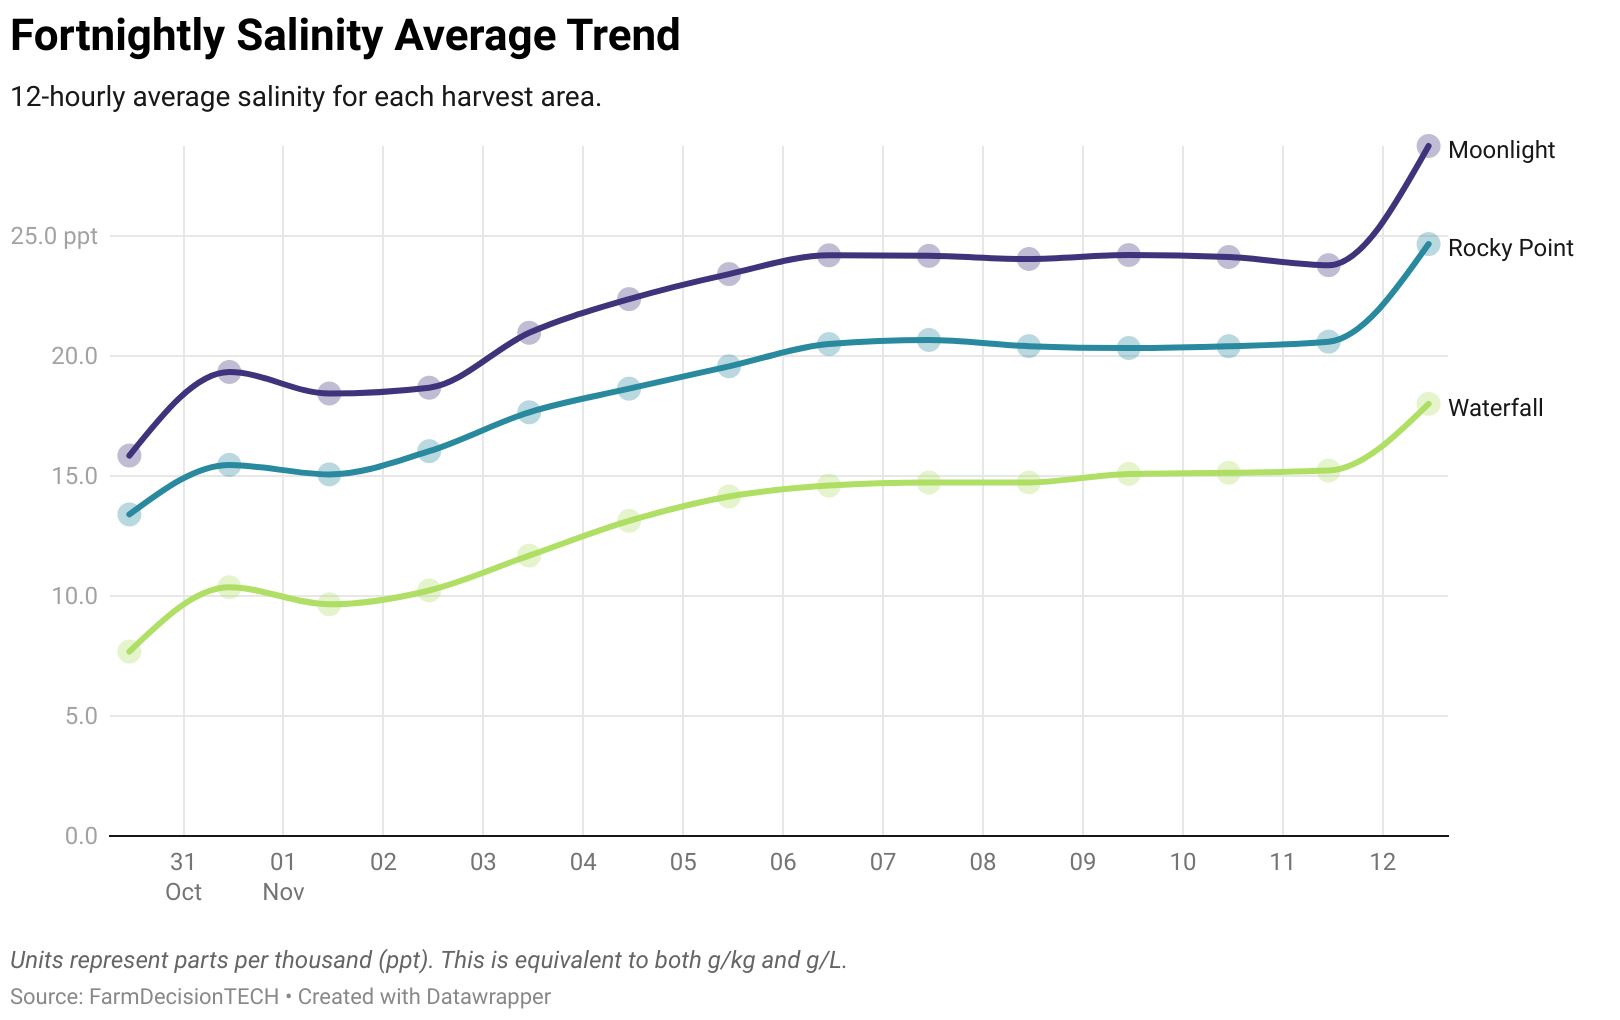 Fortnightly Salinity Average Trend
12-hourly average salinity for each harvest area.
Moonlight
25.0 ppt
Rocky Point
20.0
Waterfall
15.0
10.0
5.0
0.0
31 01 02 03 04 05 06 07 08 09 10 11 12
Oct Nov
Units represent parts per thousand (ppt). This is equivalent to both g/kg and g/L.
Source: FarmDecisionTECH • Created with Datawrapper